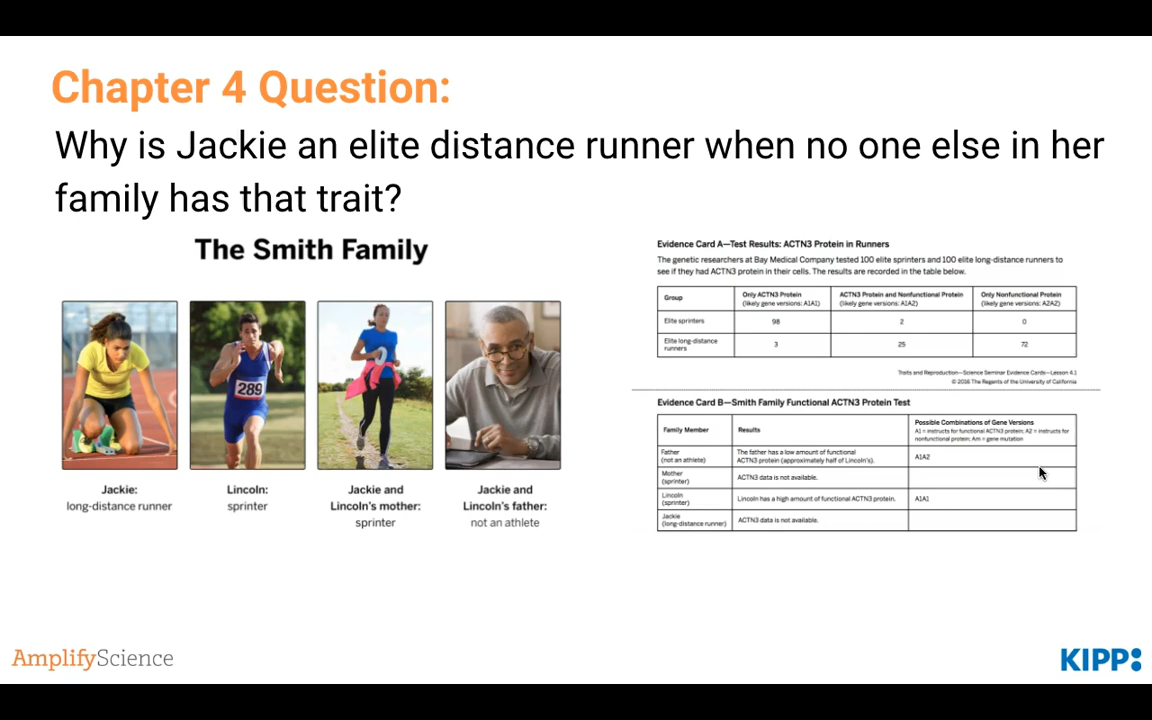 Chapter 4 Question:
Why is Jackie an elite distance runner when no one else in her
family has that trait?
The Smith Family
289
Jackie:
long-distance runner
Lincoln:
sprinter
Jackie and
Lincoln's mother:
sprinter
Jackie and
Lincoln's father:
not an athlete
Evidence Card A—Test Results: ACTN3 Protein in Runners
The genetic researchers at Bay Medical Company tested 100 elite sprinters and 100 elite long-distance runners to
see if they had ACTN3 protein in their cells. The results are recorded in the table below.
Group
Only ACTN3 Protein
(likely gene versions: A1A1)
ACTN3 Protein and Nonfunctional Protein
(likely gene versions: A1A2)
Only Nonfunctional Protein
(likely gene versions: A2A2)
Elite sprinters
98
2
0
Elite long-distance
runners
3
25
72
Traits and Reproduction—Science Seminar Evidence Cards—Lesson 4.1
© 2016 The Regents of the University of California
Evidence Card B—Smith Family Functional ACTN3 Protein Test
Family Member
Results
Possible Combinations of Gene Versions
A1 = instructs for functional ACTN3 protein; A2 = instructs for
nonfunctional protein; Am = gene mutation
Father
(not an athlete)
The father has a low amount of functional
ACTN3 protein (approximately half of Lincoln's).
A1A2
Mother
(sprinter)
ACTN3 data is not available.
Lincoln
(sprinter)
Lincoln has a high amount of functional ACTN3 protein.
A1A1
Jackie
(long-distance runner)
ACTN3 data is not available.
AmplifyScience
KIPP: